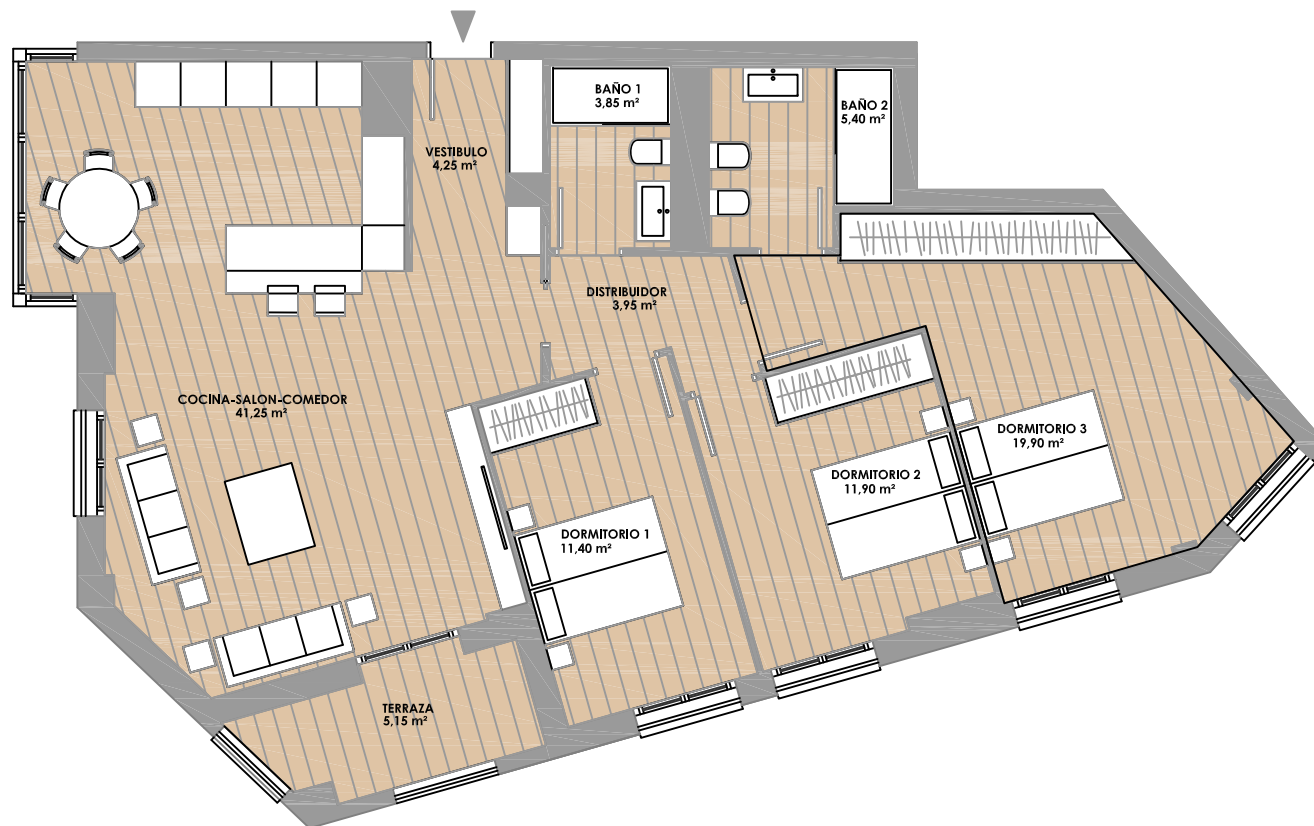 BAÑO 1
3,85 m²
BAÑO 2
5,40 m²
VESTIBULO
4,25 m²
DISTRIBUIDOR
3,95 m²
COCINA-SALON-COMEDOR
41,25 m²
DORMITORIO 3
19,90 m²
DORMITORIO 2
11,90 m²
DORMITORIO 1
11,40 m²
TERRAZA
5,15 m²